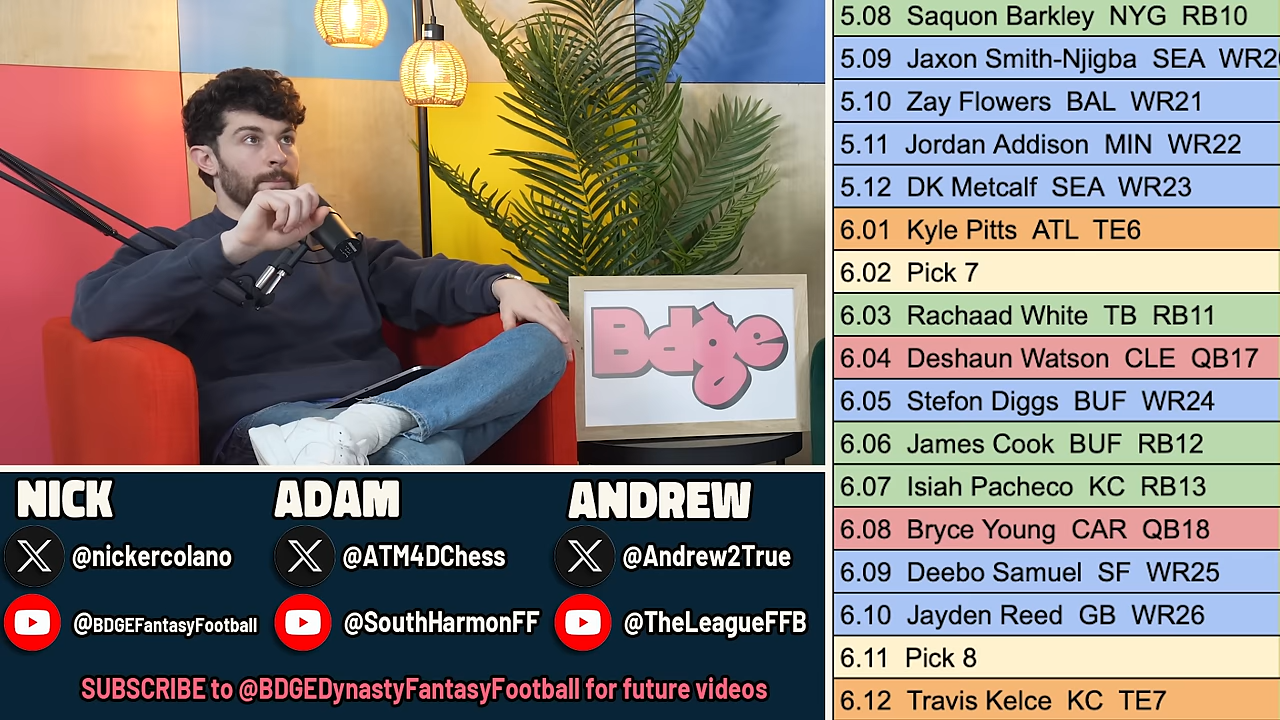 Bdge
NICK
@nickercolano
@BDGEFantasyFootball
ADAM
@ATM4DChess
@SouthHarmonFF
ANDREW
@Andrew2True
@TheLeagueFFB
SUBSCRIBE to @BDGEDynastyFantasyFootball for future videos
5.08 Saquon Barkley NYG RB10
5.09 Jaxon Smith-Njigba SEA
5.10 Zay Flowers BAL WR21
5.11 Jordan Addison MIN WR22
5.12 DK Metcalf SEA WR23
6.01 Kyle Pitts ATL TE6
6.02 Pick 7
6.03 Rachaad White TB RB11
6.04 Deshaun Watson CLE QB17
6.05 Stefon Diggs BUF WR24
6.06 James Cook BUF RB12
6.07 Isiah Pacheco KC RB13
6.08 Bryce Young CAR QB18
6.09 Deebo Samuel SF WR25
6.10 Jayden Reed GB WR26
6.11 Pick 8
6.12 Travis Kelce KC TE7